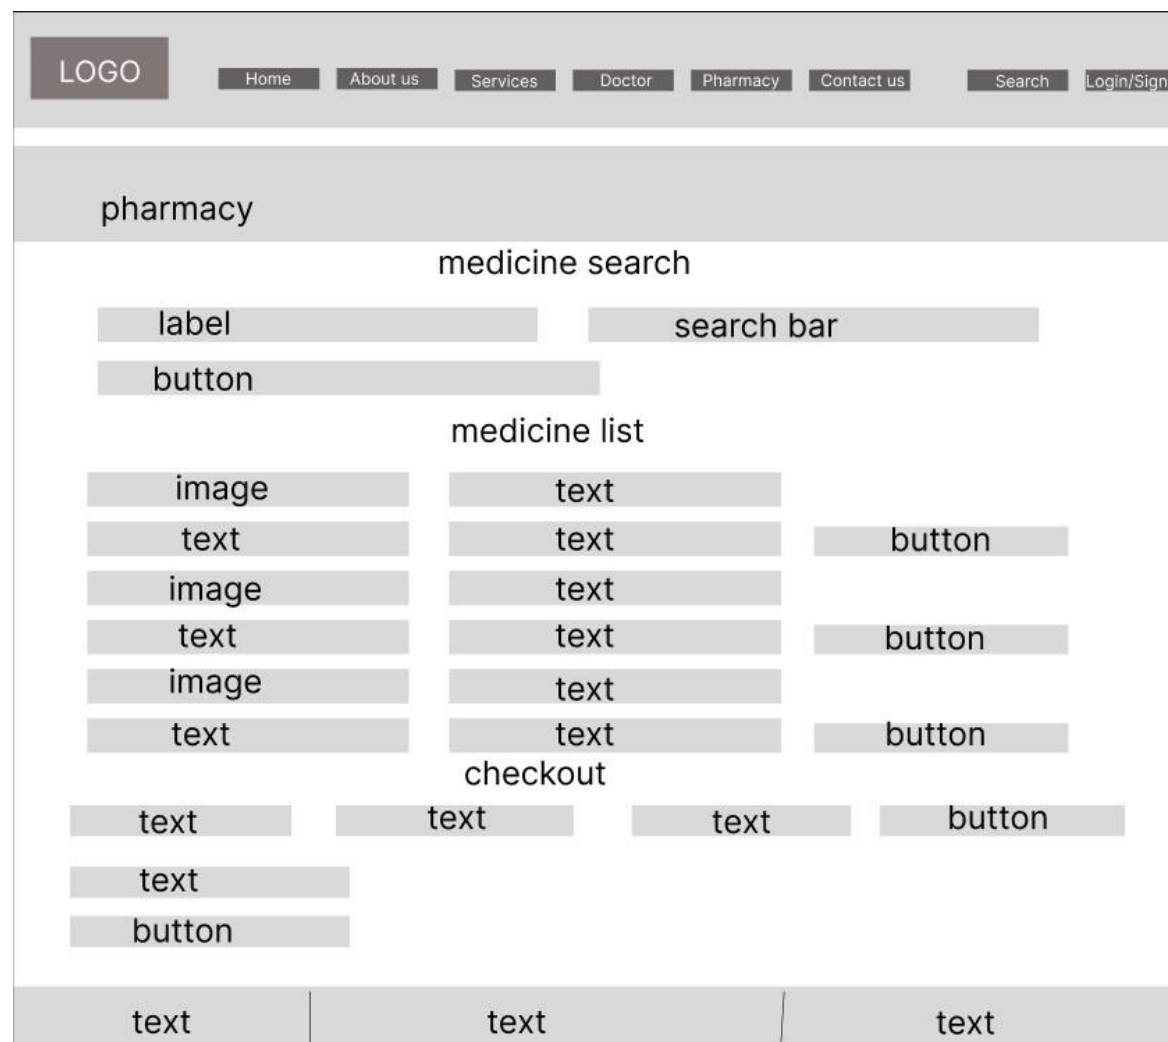 LOGO
Home About us Services Doctor Pharmacy Contact us Search Login/Sign
pharmacy
medicine search
label search bar
button
medicine list
image text
text text button
image text
text text button
image text
text text button
checkout
text text text button
text
button
text text text